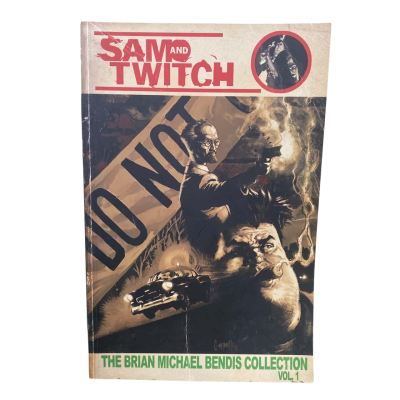 SAM AND
TWITCH
DO NOT
THE BRIAN MICHAEL BENDIS COLLECTION
VOL. 1